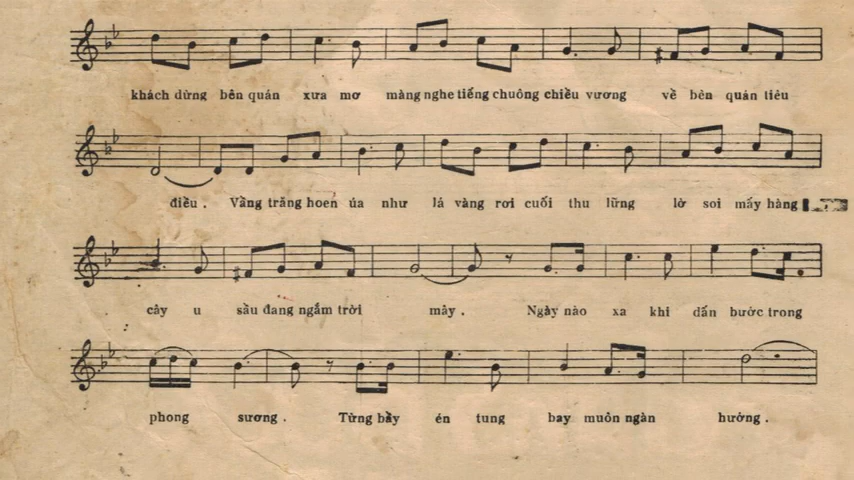 khách dừng bên quán xưa mơ màng nghe tiếng chuông chiều vương về bên quán tiêu
điều . Vầng trăng hoen úa như lá vàng rơi cuối thu lững lờ soi mấy hàng
cây u sầu đang ngắm trời mây . Ngày nào xa khi dấn bước trong
phong sương . Từng bầy én tung bay muôn ngàn hướng .